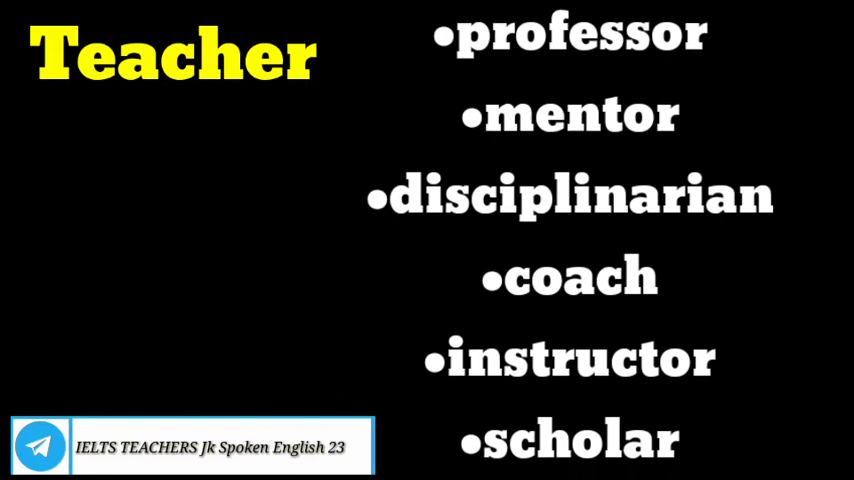 Teacher
•professor
•mentor
•disciplinarian
•coach
•instructor
•scholar
IELTS TEACHERS Jk Spoken English 23